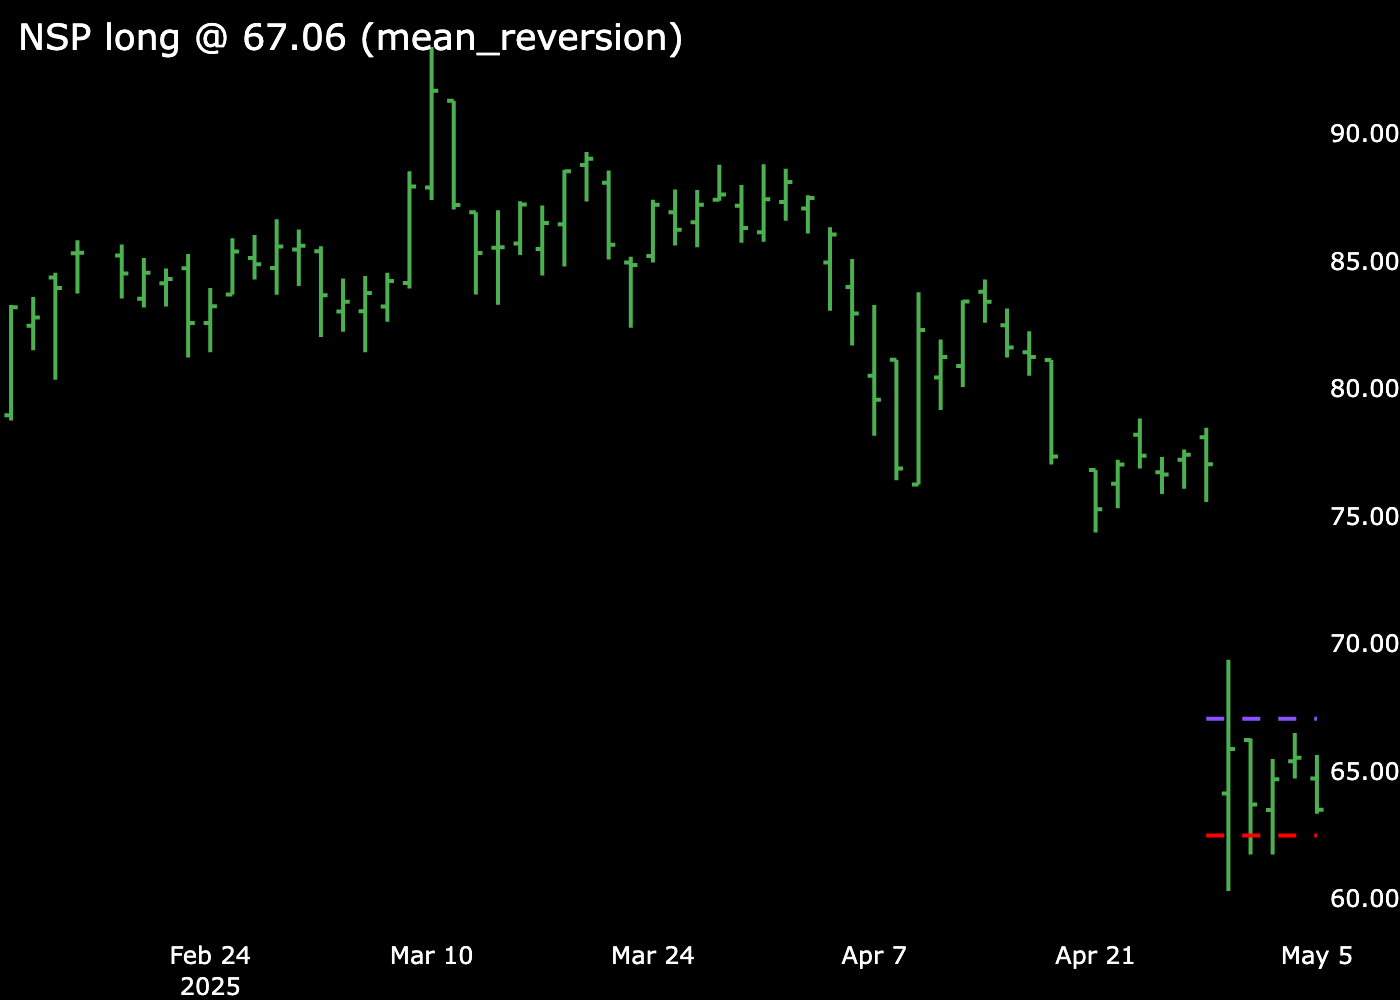 NSP long @ 67.06 (mean_reversion)
90.00
85.00
80.00
75.00
70.00
65.00
60.00
Feb 24
2025
Mar 10
Mar 24
Apr 7
Apr 21
May 5